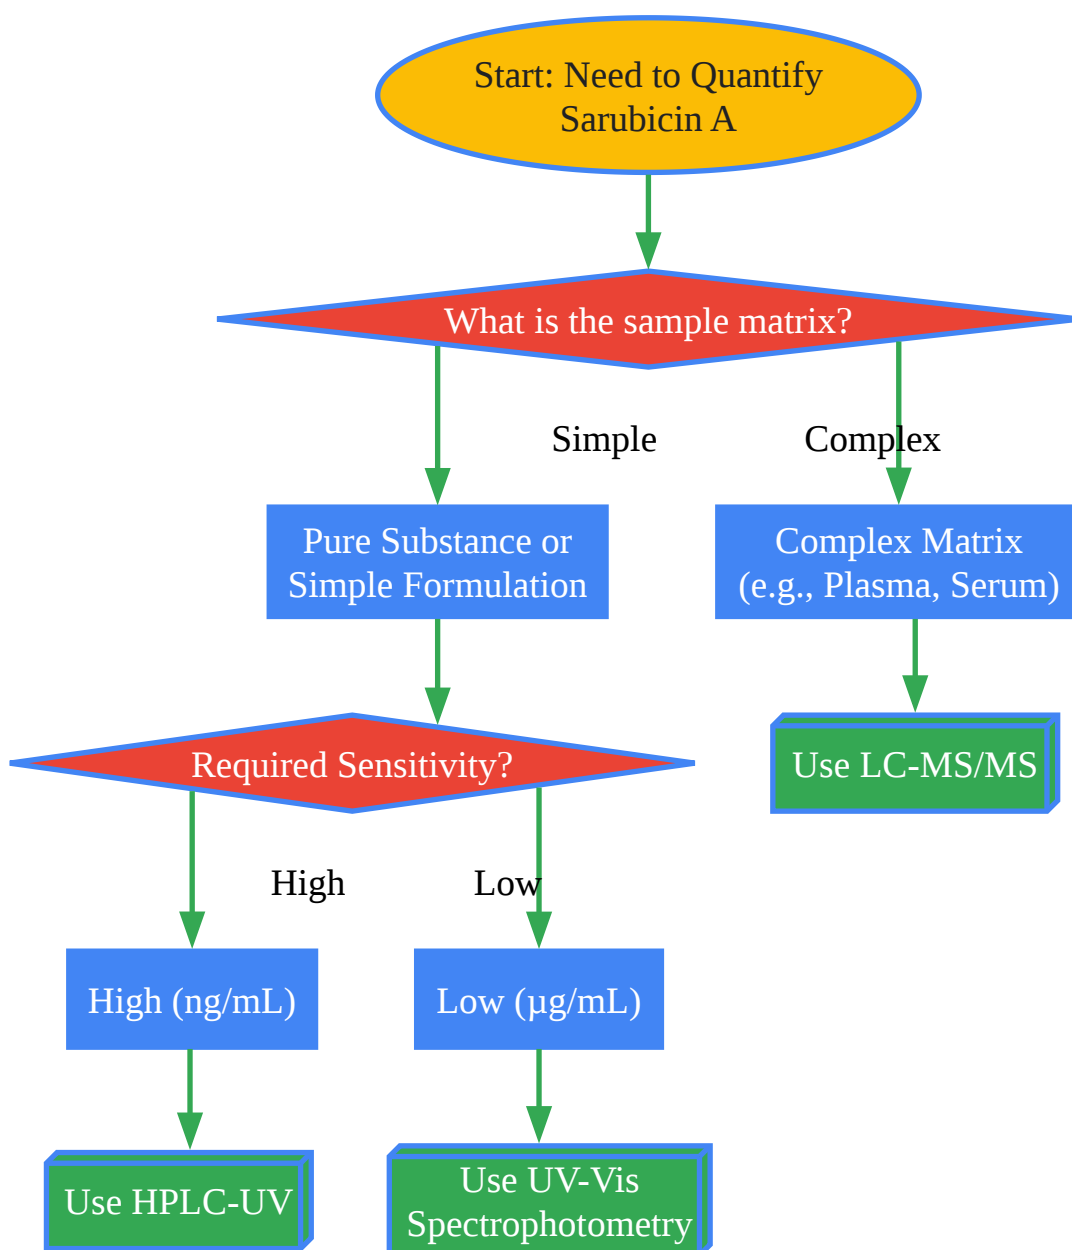 Start: Need to Quantify
Sarubicin A
What is the sample matrix?
Simple
Complex
Pure Substance or
Simple Formulation
Complex Matrix
(e.g., Plasma, Serum)
Required Sensitivity?
Use LC-MS/MS
High
Low
High (ng/mL)
Low (µg/mL)
Use HPLC-UV
Use UV-Vis
Spectrophotometry